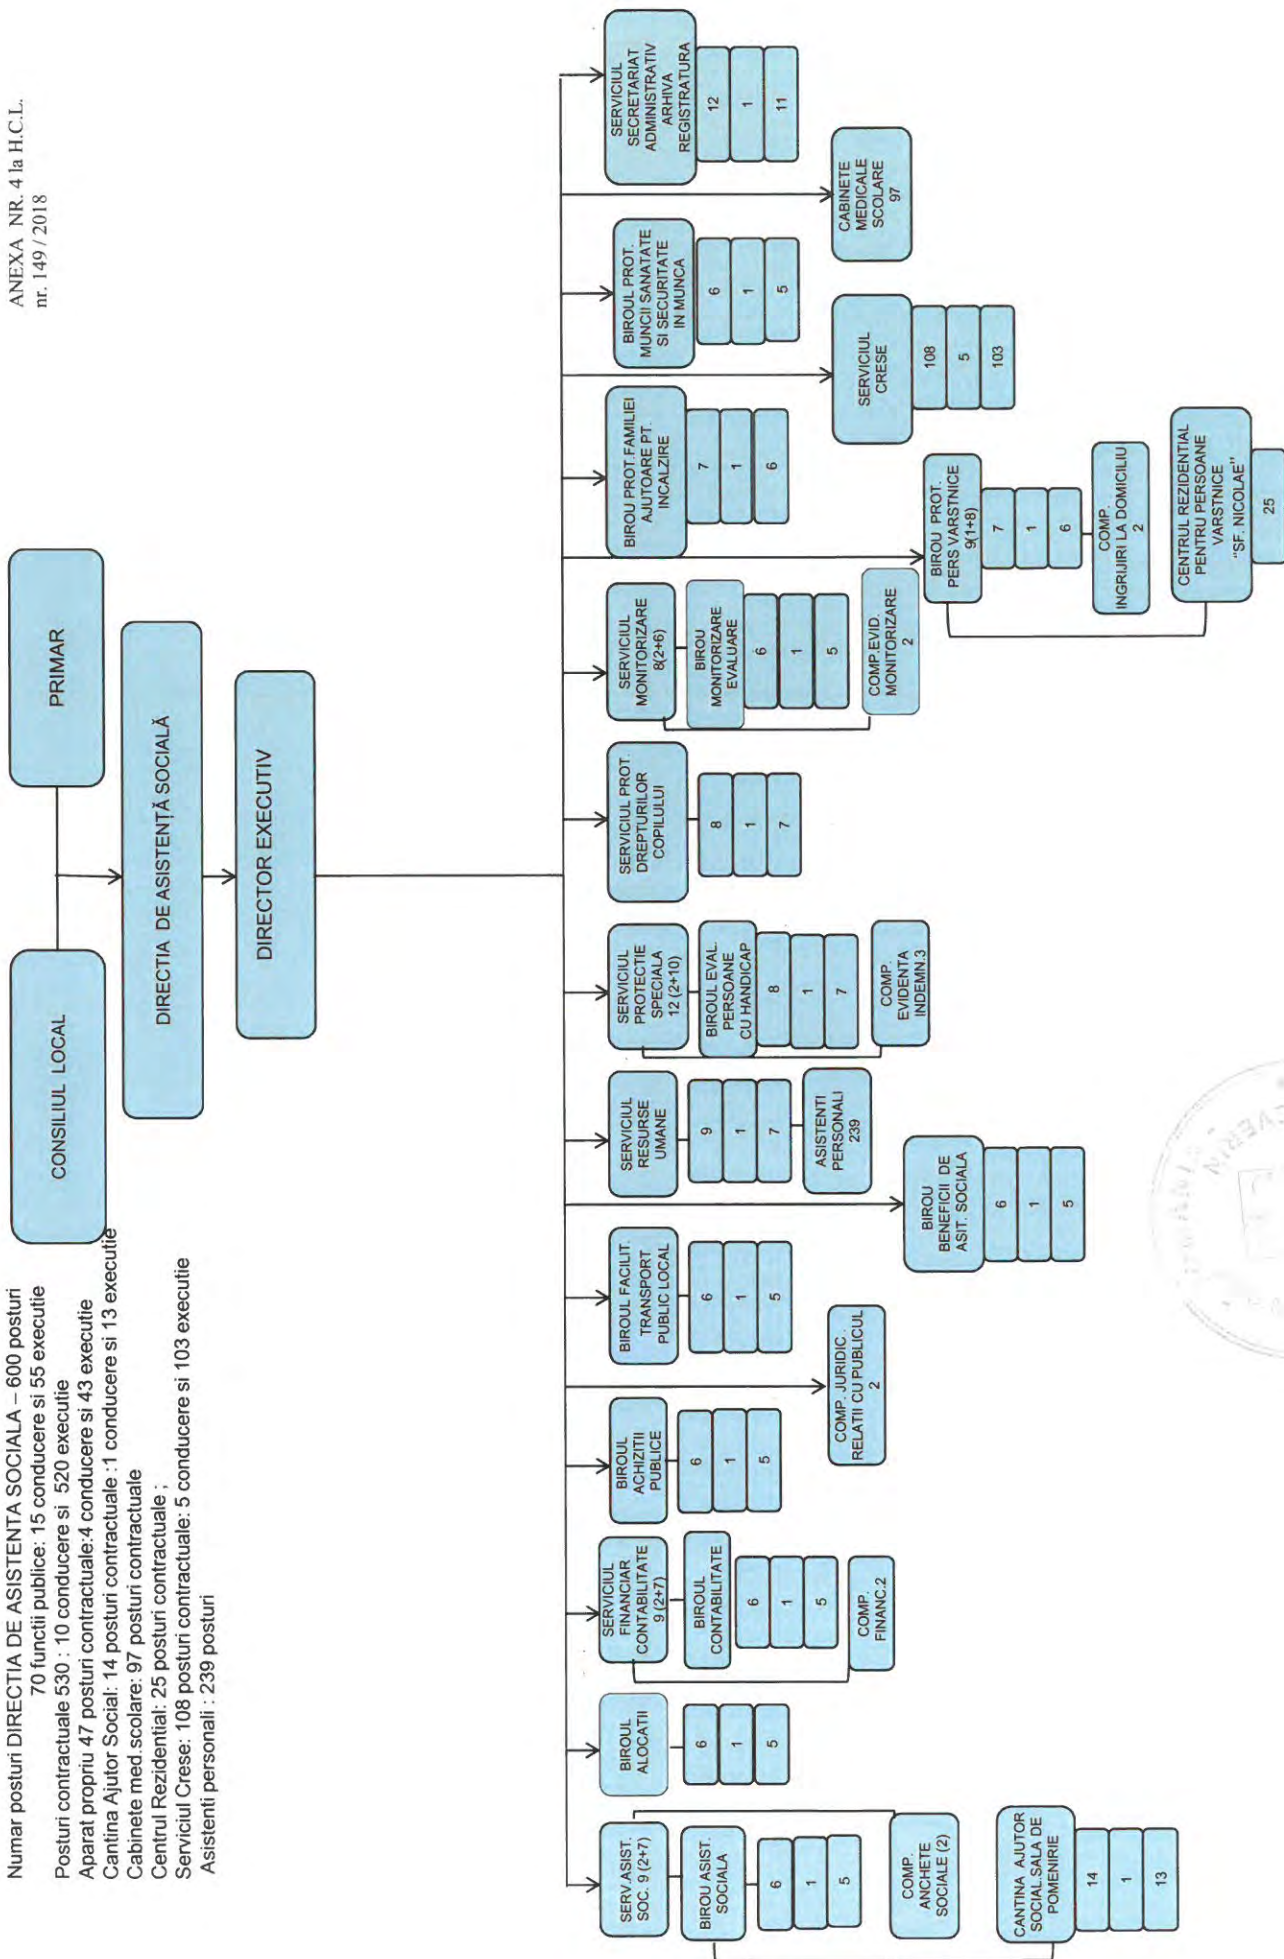 ANEXA NR. 4 la H.C.L.
nr. 149 / 2018
Numar posturi DIRECTIA DE ASISTENTA SOCIALA – 600 posturi
70 functii publice: 15 conducere si 55 executie
Posturi contractuale 530 : 10 conducere si 520 executie
Aparat propriu 47 posturi contractuale:4 conducere si 43 executie
Cantina Ajutor Social: 14 posturi contractuale :1 conducere si 13 executie
Cabinete med.scolare: 97 posturi contractuale
Centrul Rezidential: 25 posturi contractuale ;
Serviciul Crese: 108 posturi contractuale: 5 conducere si 103 executie
Asistenti personali : 239 posturi
CONSILIUL LOCAL
PRIMAR
DIRECTIA DE ASISTENȚĂ SOCIALĂ
DIRECTOR EXECUTIV
SERV.ASIST.
SOC. 9 (2+7)
BIROU ASIST.
SOCIALA
6
1
5
COMP.
ANCHETE
SOCIALE (2)
CANTINA AJUTOR
SOCIAL.SALA DE
POMENIRIE
14
1
13
BIROUL
ALOCATII
6
1
5
SERVICIUL
FINANCIAR
CONTABILITATE
9 (2+7)
BIROUL
CONTABILITATE
6
1
5
COMP.
FINANC.2
BIROUL
ACHIZITII
PUBLICE
6
1
5
COMP. JURIDIC .
RELATII CU PUBLICUL
2
BIROUL FACILIT.
TRANSPORT
PUBLIC LOCAL
6
1
5
BIROU
BENEFICII DE
ASIT. SOCIALA
6
1
5
SERVICIUL
RESURSE
UMANE
9
1
7
ASISTENTI
PERSONALI
239
SERVICIUL
PROTECTIE
SPECIALA
12 (2+10)
BIROUL EVAL.
PERSOANE
CU HANDICAP
8
1
7
COMP.
EVIDENTA
INDEMN.3
SERVICIUL PROT.
DREPTURILOR
COPILULUI
8
1
7
SERVICIUL
MONITORIZARE
8(2+6)
BIROU
MONITORIZARE
EVALUARE
6
1
5
COMP.EVID.
MONITORIZARE
2
BIROU PROT.
PERS VARSTNICE
9(1+8)
7
1
6
COMP.
INGRIJIRI LA DOMICILIU
2
CENTRUL REZIDENTIAL
PENTRU PERSOANE
VARSTNICE
"SF. NICOLAE"
25
BIROU PROT.FAMILIEI
AJUTOARE PT.
INCALZIRE
7
1
6
SERVICIUL
CRESE
108
5
103
BIROUL PROT.
MUNCII SANATATE
SI SECURITATE
IN MUNCA
6
1
5
CABINETE
MEDICALE
SCOLARE
97
SERVICIUL
SECRETARIAT
ADMINISTRATIV
ARHIVA
REGISTRATURA
12
1
11